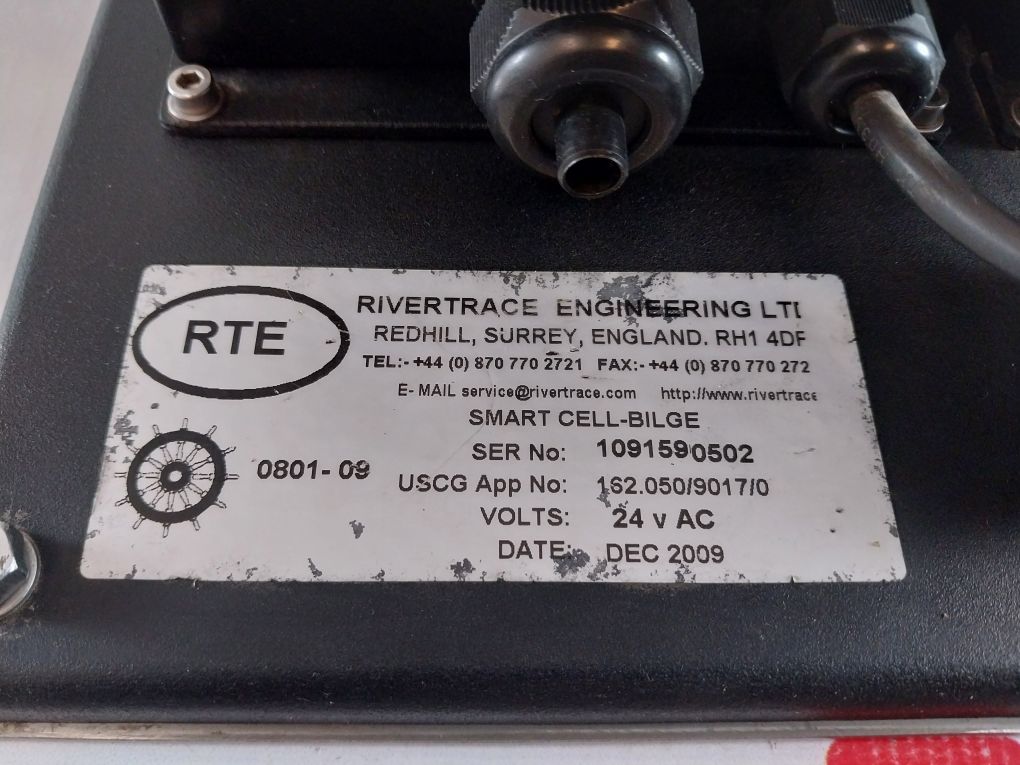 RTE
RIVERTRACE ENGINEERING LT
REDHILL, SURREY, ENGLAND. RH1 4DF
TEL:- +44 (0) 870 770 2721 FAX:- +44 (0) 870 770 272
E- MAIL service@rivertrace.com http://www.rivertrace
SMART CELL-BILGE
SER No: 1091590502
0801-09
USCG App No: 162.050/9017/0
VOLTS: 24 v AC
DATE: DEC 2009